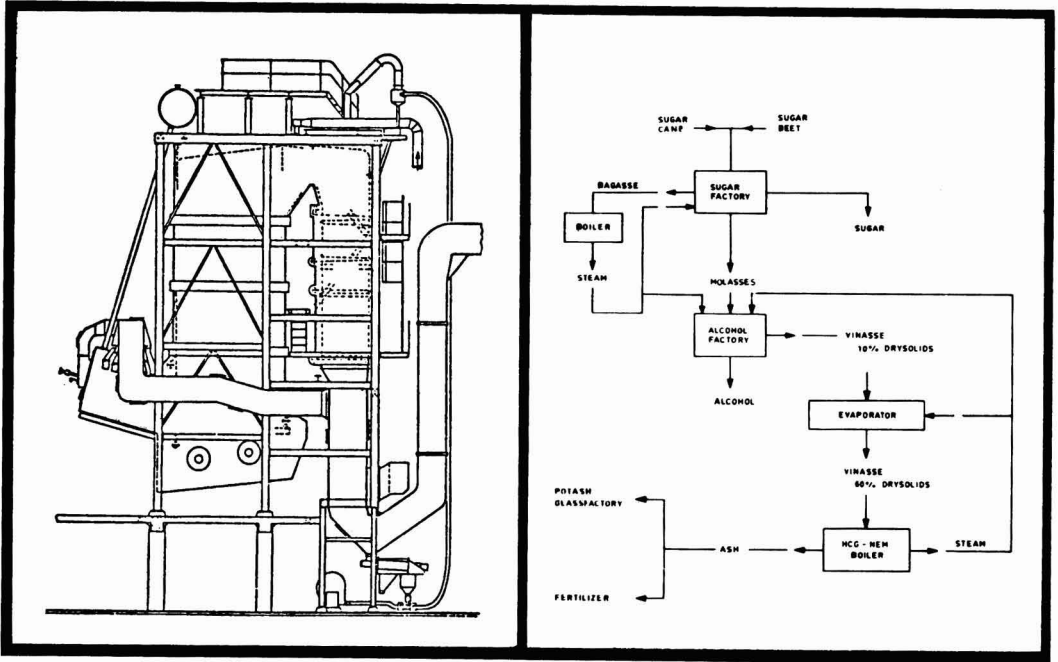 SUGAR
CANE
SUGAR
BEET
BAGASSE
SUGAR
FACTORY
BOILER
SUGAR
STEAM
MOLASSES
ALCOHOL
FACTORY
VINASSE
10% DRYSOLIDS
ALCOHOL
EVAPORATOR
VINASSE
60% DRYSOLIDS
POTASH
GLASSFACTORY
HCG - NEM
BOILER
STEAM
ASH
FERTILIZER